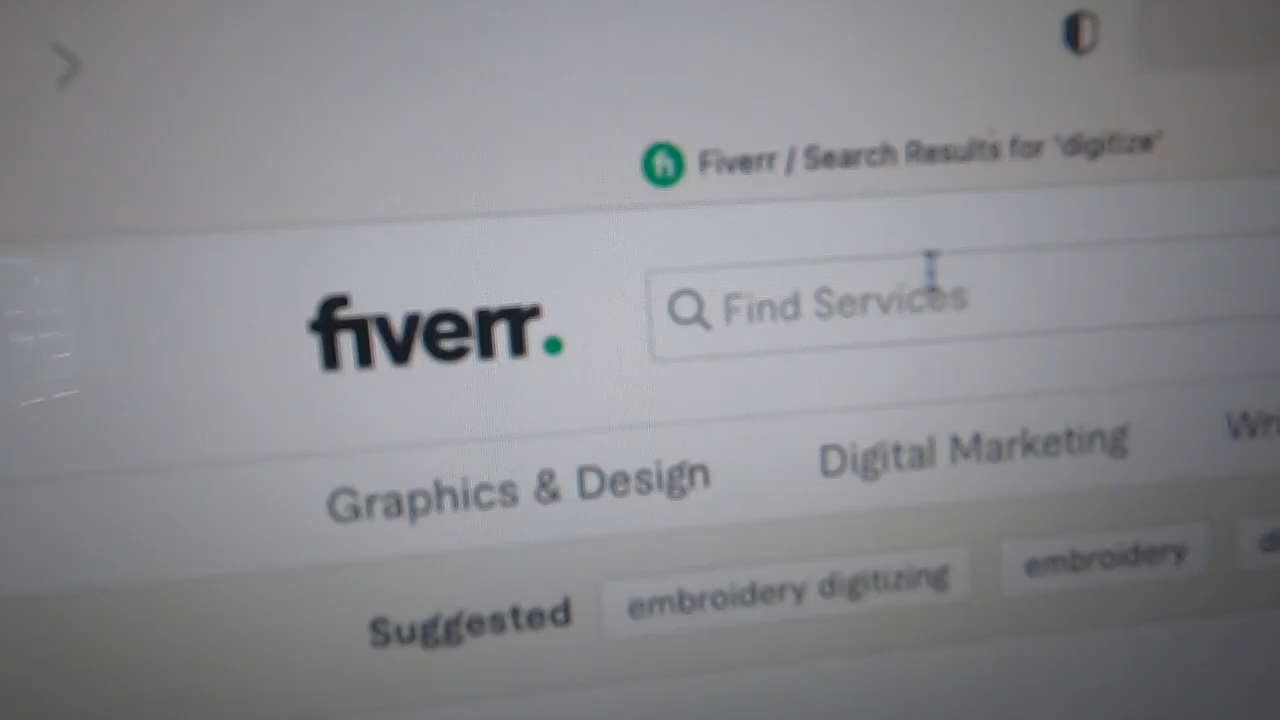 Fiverr / Search Results for 'digitize'
fiverr.
Find Services
Graphics & Design Digital Marketing
Suggested embroidery digitizing embroidery